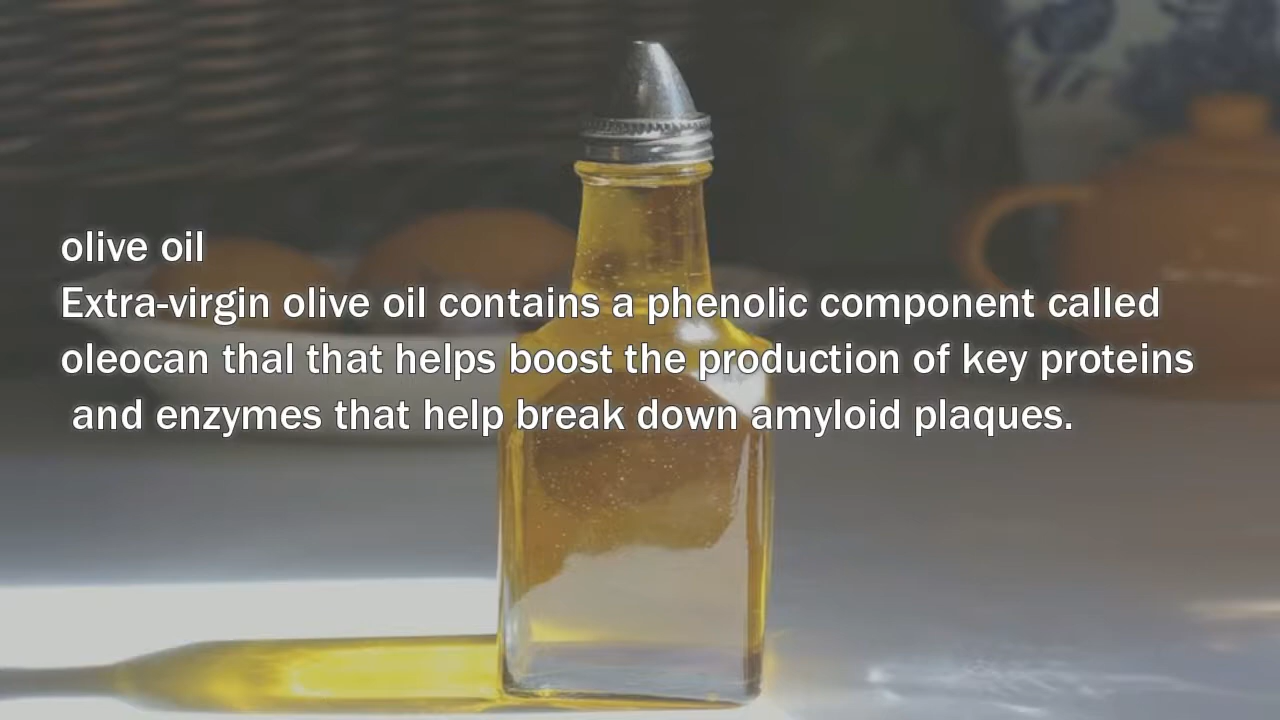 olive oil
Extra-virgin olive oil contains a phenolic component called
oleocan thal that helps boost the production of key proteins
and enzymes that help break down amyloid plaques.